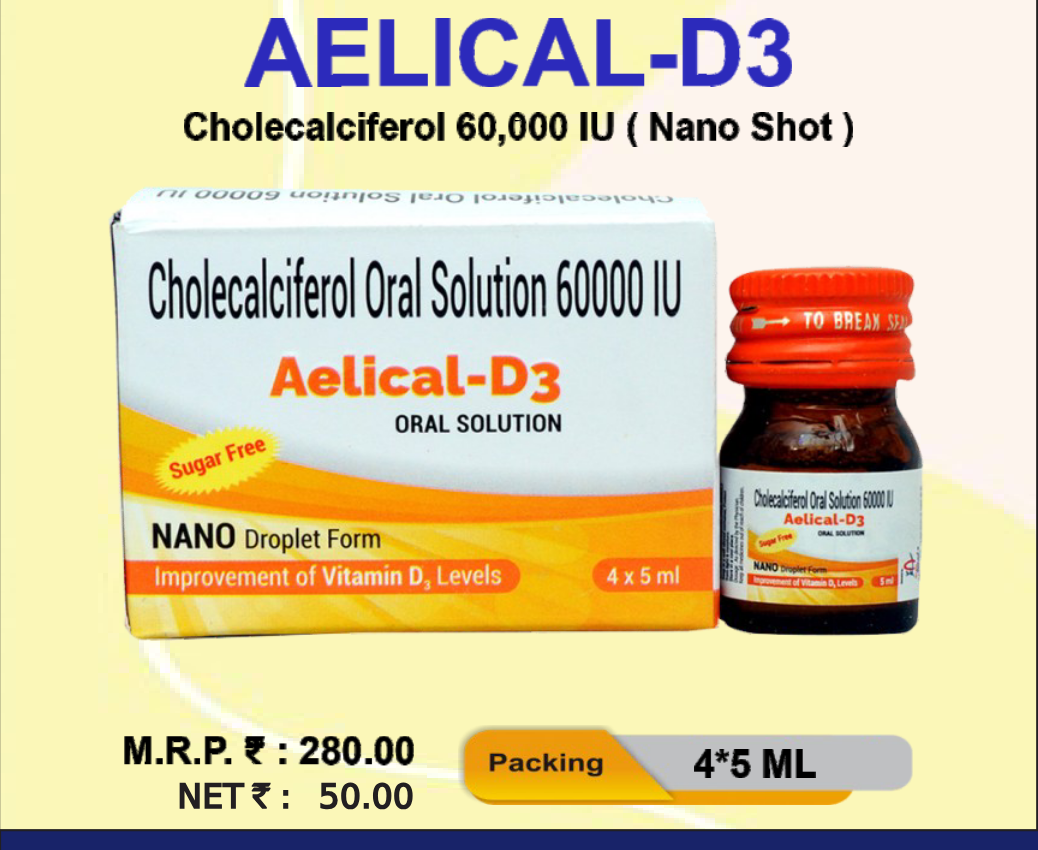 AELICAL-D3
Cholecalciferol 60,000 IU ( Nano Shot )
Cholecalciferol Oral Solution 60000 IU
Cholecalciferol Oral Solution 60000 IU
Aelical-D3
ORAL SOLUTION
Sugar Free
NANO Droplet Form
Improvement of Vitamin D₃ Levels
4 x 5 ml
TO BREAK SEAL
Cholecalciferol Oral Solution 60000 IU
Aelical-D3
ORAL SOLUTION
Sugar Free
NANO Droplet Form
Improvement of Vitamin D₃ Levels
5 ml
M.R.P. ₹ : 280.00
NET ₹ : 50.00
Packing
4*5 ML